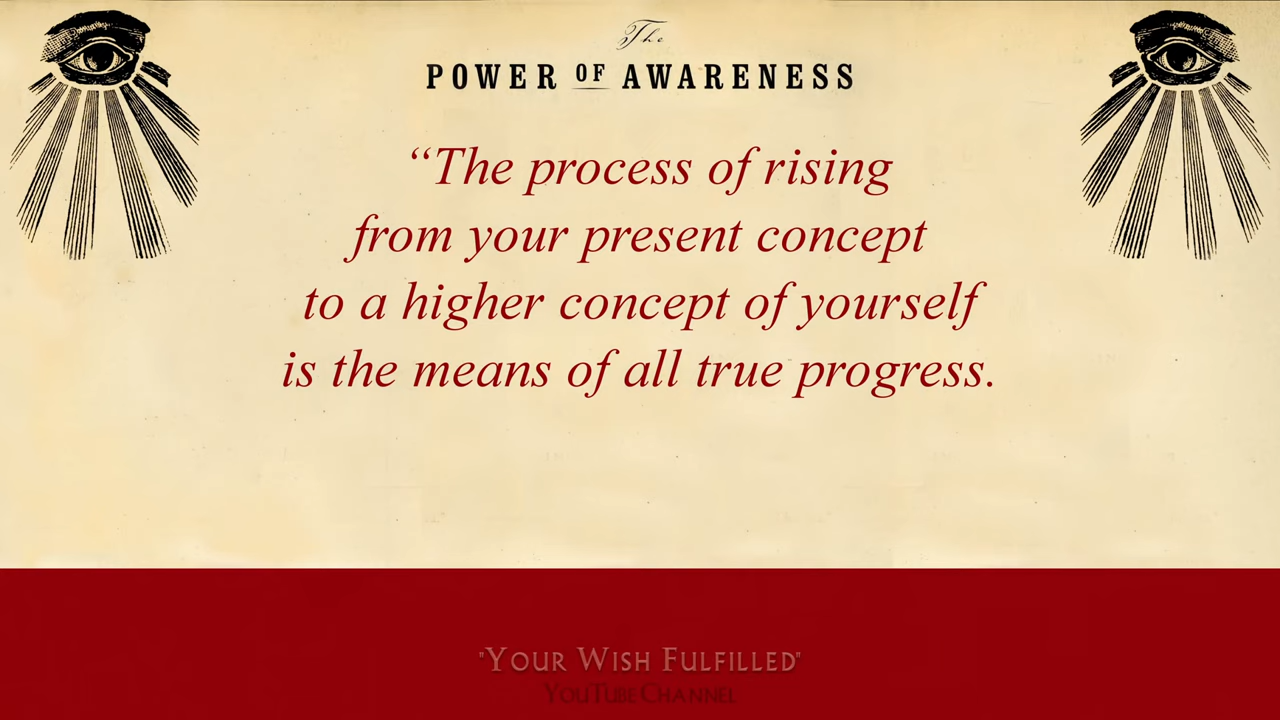 The
POWER OF AWARENESS
“The process of rising
from your present concept
to a higher concept of yourself
is the means of all true progress.
"Your Wish Fulfilled"
YouTube Channel